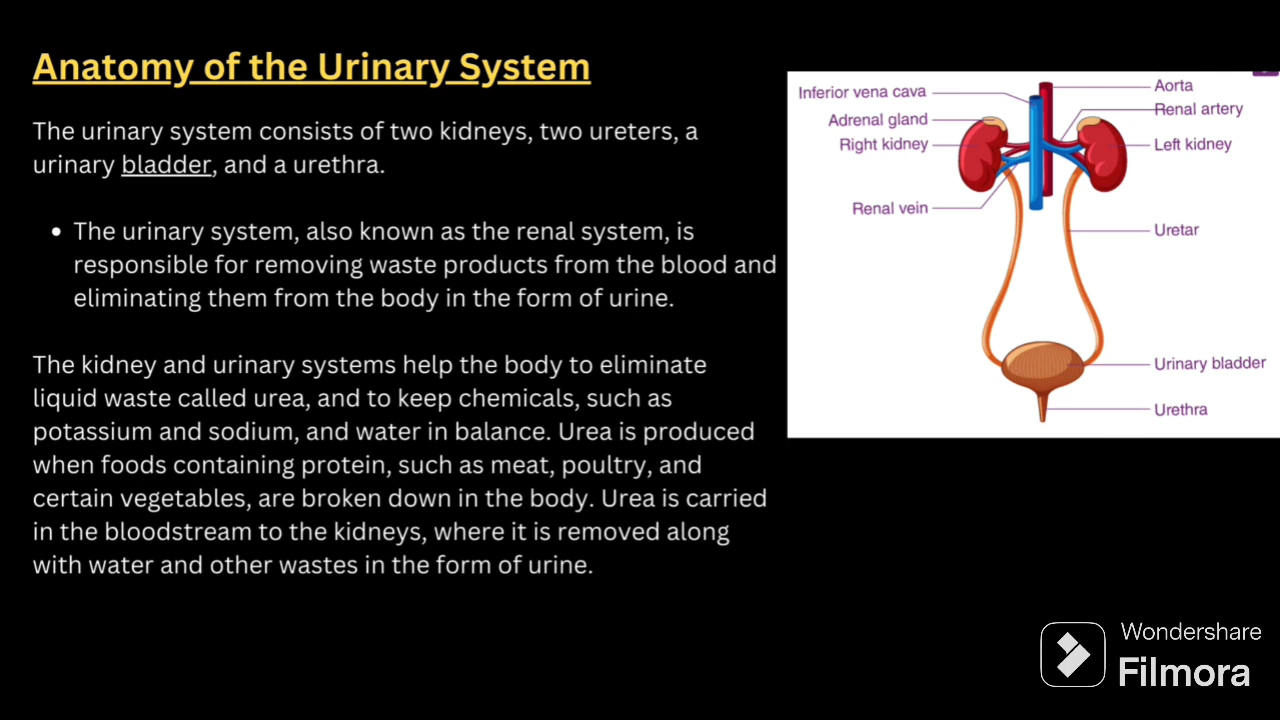 Anatomy of the Urinary System
The urinary system consists of two kidneys, two ureters, a
urinary bladder, and a urethra.
The urinary system, also known as the renal system, is
responsible for removing waste products from the blood and
eliminating them from the body in the form of urine.
The kidney and urinary systems help the body to eliminate
liquid waste called urea, and to keep chemicals, such as
potassium and sodium, and water in balance. Urea is produced
when foods containing protein, such as meat, poultry, and
certain vegetables, are broken down in the body. Urea is carried
in the bloodstream to the kidneys, where it is removed along
with water and other wastes in the form of urine.
Inferior vena cava
Adrenal gland
Right kidney
Renal vein
Aorta
Renal artery
Left kidney
Uretar
Urinary bladder
Urethra
Wondershare
Filmora